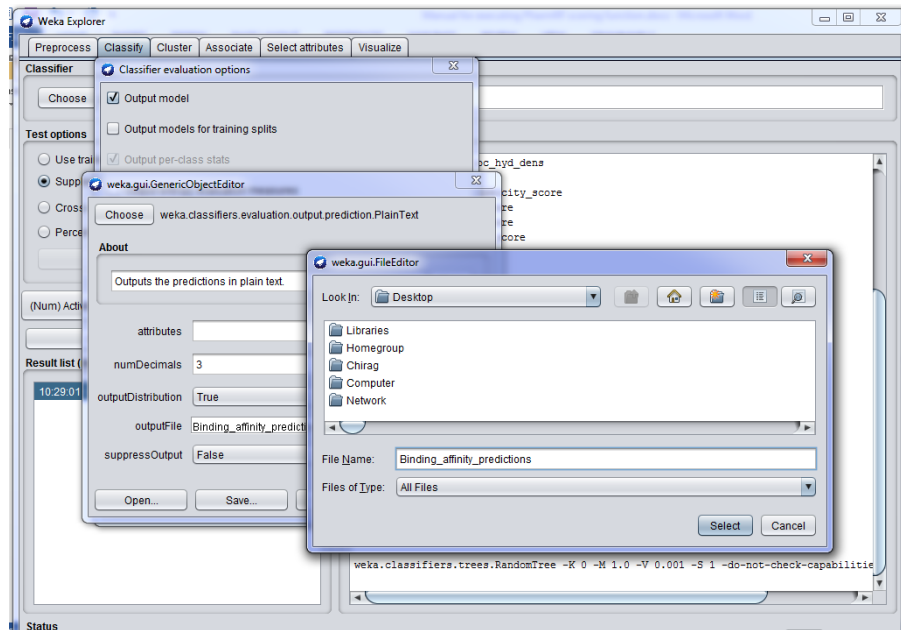 Weka Explorer
Preprocess Classify Cluster Associate Select attributes Visualize
Classifier
Choose
Test options
Use trai
Suppl
Cross
Perce
(Num) Activ
Result list (
10:29:01
Status
Classifier evaluation options
Output model
Output models for training splits
Output per-class stats
weka.gui.GenericObjectEditor
Choose weka.classifiers.evaluation.output.prediction.PlainText
About
Outputs the predictions in plain text.
attributes
numDecimals 3
outputDistribution True
outputFile Binding_affinity_predicti
suppressOutput False
Open... Save...
weka.gui.FileEditor
Look In: Desktop
Libraries
Homegroup
Chirag
Computer
Network
File Name: Binding_affinity_predictions
Files of Type: All Files
Select Cancel
oc_hyd_dens
city_score
re
re
core
weka.classifiers.trees.RandomTree -K 0 -M 1.0 -V 0.001 -S 1 -do-not-check-capabilitie